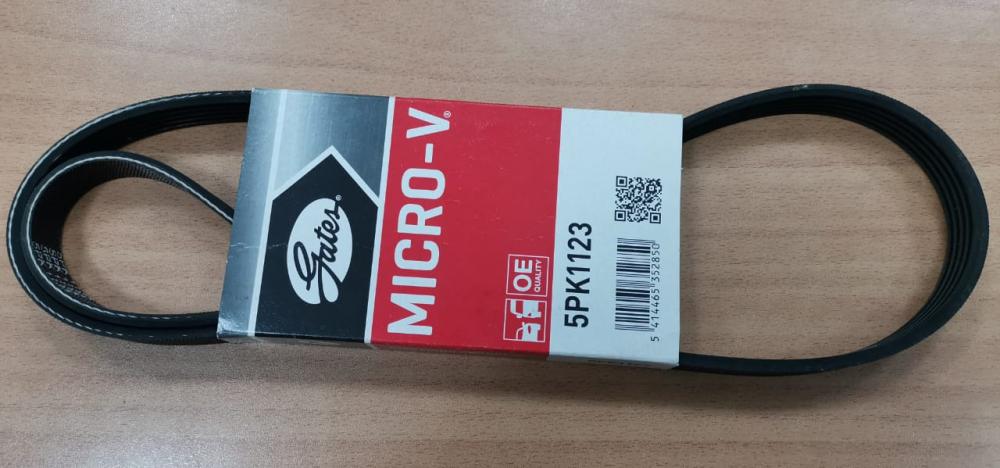 Gates®
MICRO-V®
OE
QUALITY
5PK1123
5 414465 352850